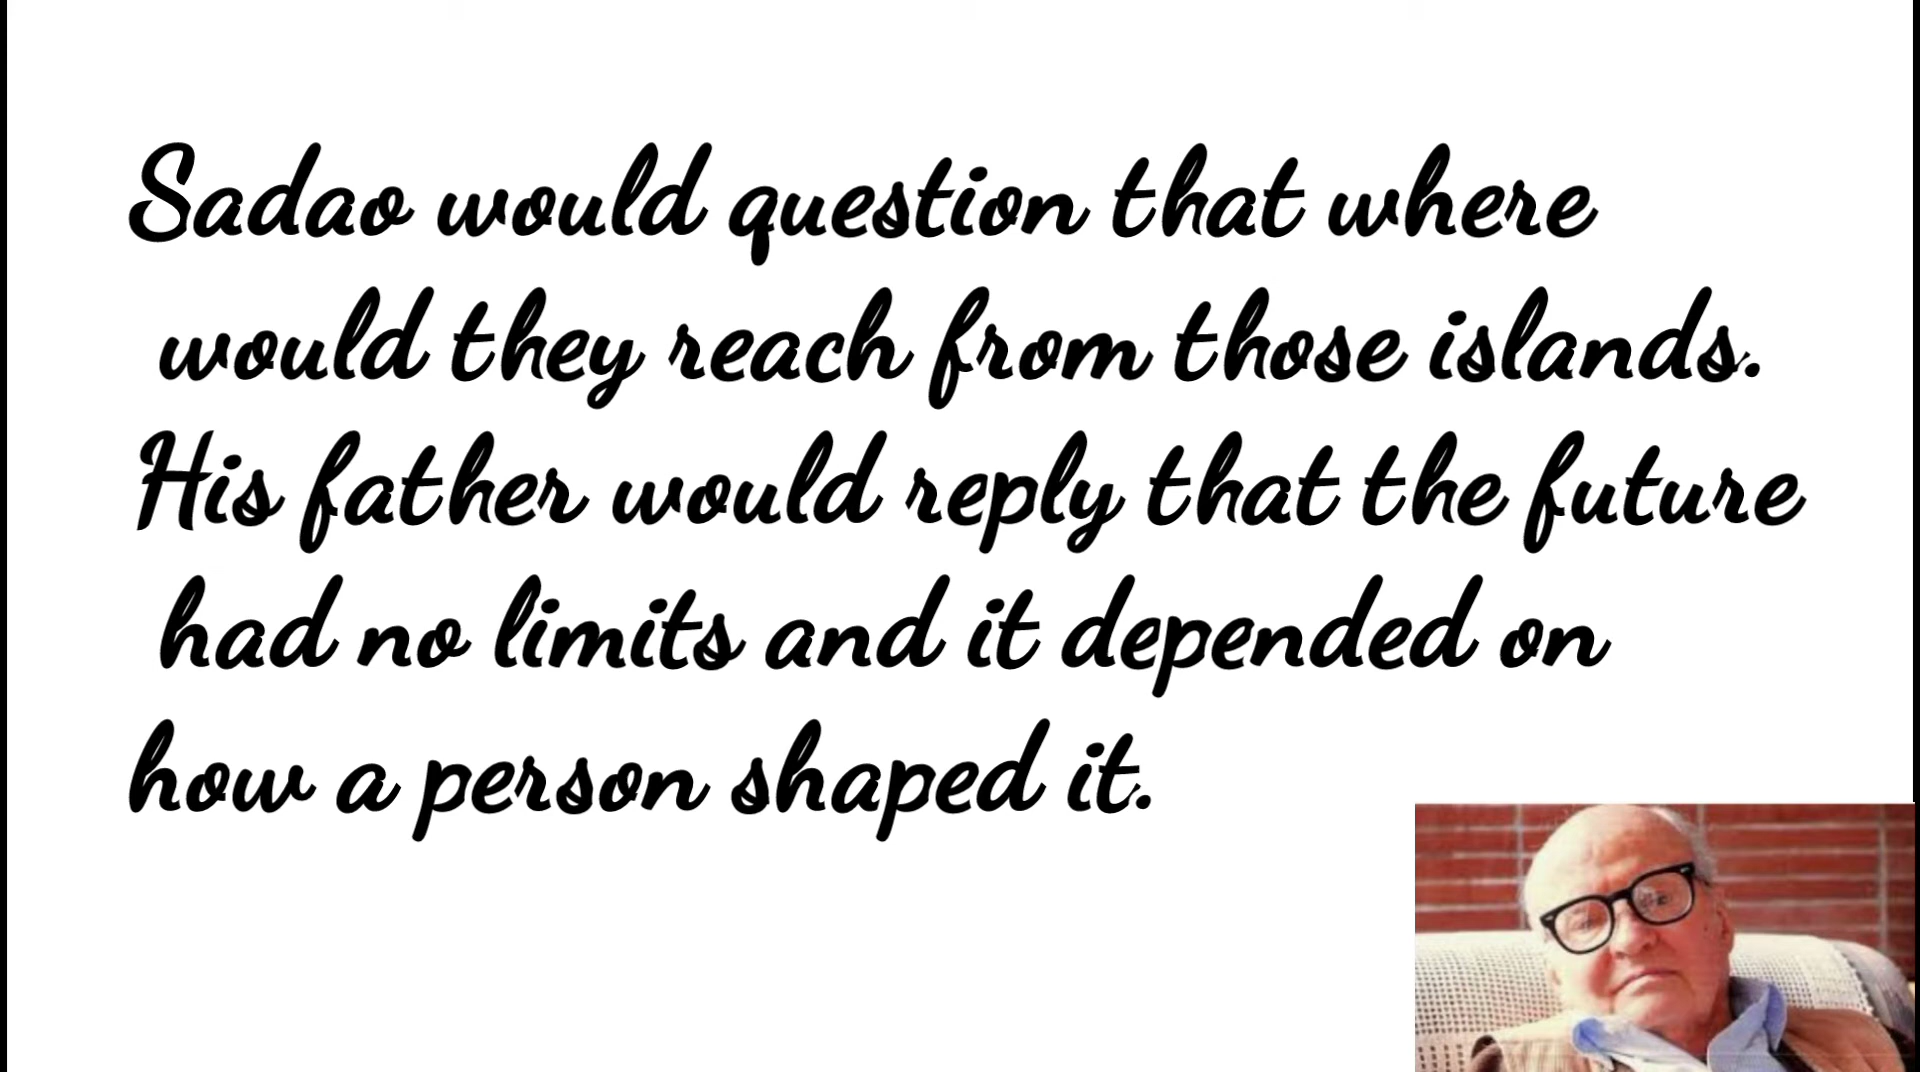 Sadao would question that where
would they reach from those islands.
His father would reply that the future
had no limits and it depended on
how a person shaped it.